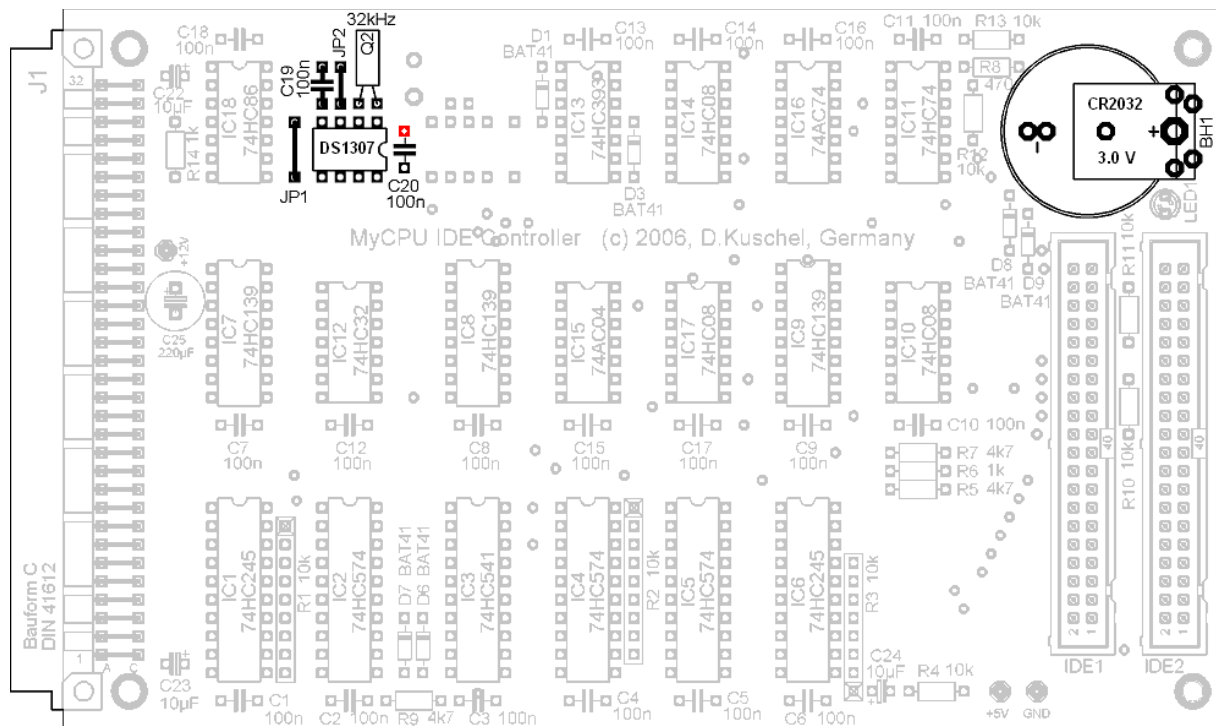 J1
32
C18
100n
C22
10µF
R14 1k
IC18
74HC86
C19
100n
JP2
32kHz
Q2
DS1307
JP1
C20
100n
D1
BAT41
C13
100n
IC13
74HC393
D3
BAT41
C14
100n
IC14
74HC08
C16
100n
IC16
74AC74
C11 100n
IC11
74HC74
R13 10k
R8
470
R12
10k
CR2032
+
-
3.0 V
BH1
LED1
MyCPU IDE Controller (c) 2006, D.Kuschel, Germany
+12V
+
C25
220µF
IC7
74HC139
C7
100n
IC12
74HC32
C12
100n
IC8
74HC139
C8
100n
IC15
74AC04
C15
100n
IC17
74HC08
C17
100n
IC9
74HC139
C9
100n
IC10
74HC08
C10 100n
D8
BAT41
D9
BAT41
R11 10k
R10 10k
R7 4k7
R6 1k
R5 4k7
40
40
Bauform C
DIN 41612
1
A
C
C23
10µF
IC1
74HC245
R1 10k
C1
100n
IC2
74HC574
C2 100n
D7 BAT41
D6 BAT41
R9 4k7
IC3
74HC541
C3 100n
IC4
74HC574
R2 10k
C4
100n
IC5
74HC574
C5
100n
IC6
74HC245
R3 10k
C6
100n
C24
10µF
R4 10k
+5V
GND
2
1
IDE1
2
1
IDE2